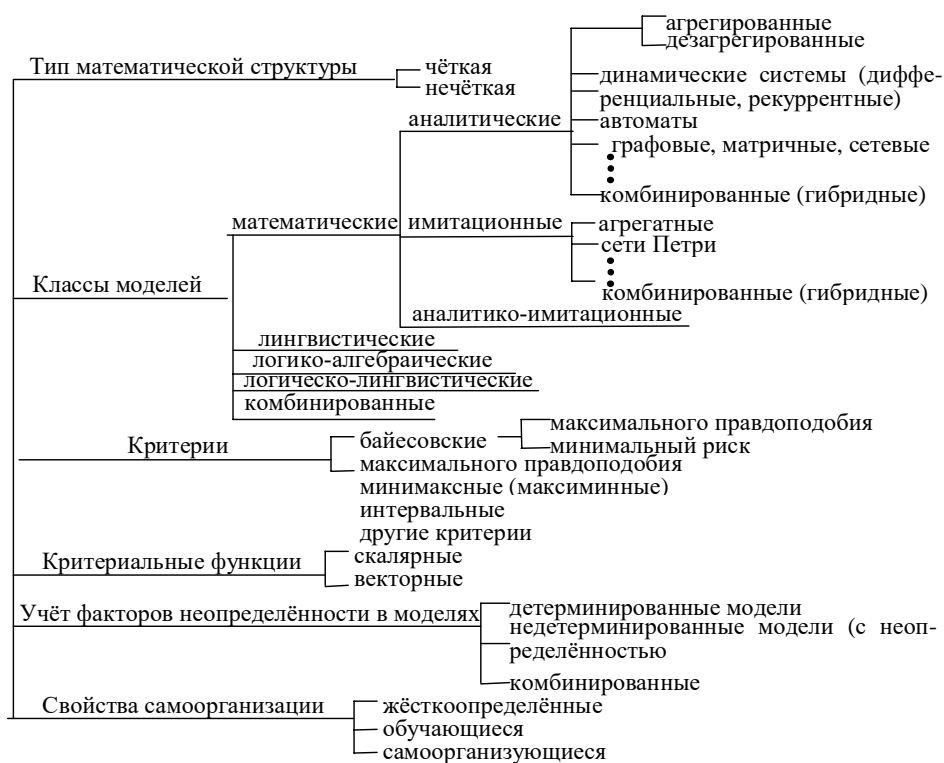 агрегированные
дезагрегированные
Тип математической структуры
чёткая
нечёткая
динамические системы (диффе-
ренциальные, рекуррентные)
автоматы
аналитические
графовые, матричные, сетевые
комбинированные (гибридные)
математические
имитационные
агрегатные
сети Петри
Классы моделей
комбинированные (гибридные)
аналитико-имитационные
лингвистические
логико-алгебраические
логическо-лингвистические
комбинированные
Критерии
байесовские
максимального правдоподобия
минимальный риск
максимального правдоподобия
минимаксные (максиминные)
интервальные
другие критерии
Критериальные функции
скалярные
векторные
Учёт факторов неопределённости в моделях
детерминированные модели
недетерминированные модели (с неоп-
ределённостью
комбинированные
Свойства самоорганизации
жёсткоопределённые
обучающиеся
самоорганизующиеся